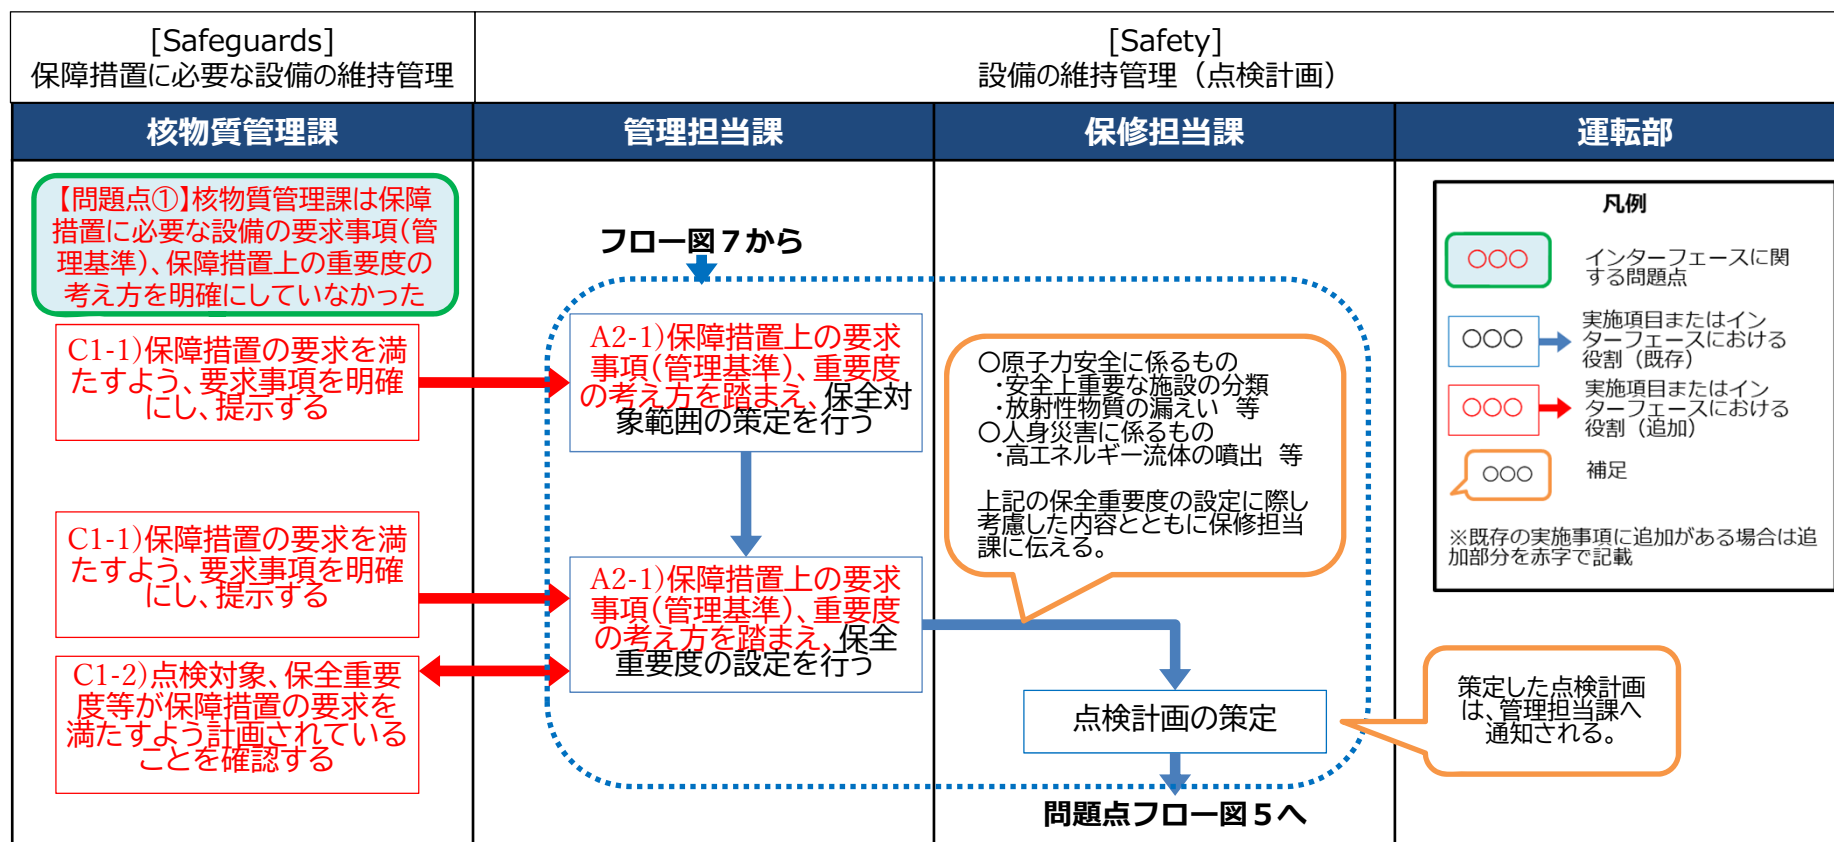 [Safeguards]
保障措置に必要な設備の維持管理
[Safety]
設備の維持管理（点検計画）
核物質管理課
管理担当課
保修担当課
運転部
【問題点①】核物質管理課は保障
措置に必要な設備の要求事項（管
理基準）、保障措置上の重要度の
考え方を明確にしていなかった
C1-1)保障措置の要求を満
たすよう、要求事項を明確
にし、提示する
C1-1)保障措置の要求を満
たすよう、要求事項を明確
にし、提示する
C1-2)点検対象、保全重要
度等が保障措置の要求を
満たすよう計画されている
ことを確認する
フロー図７から
A2-1)保障措置上の要求
事項（管理基準）、重要度
の考え方を踏まえ、保全対
象範囲の策定を行う
A2-1)保障措置上の要求
事項（管理基準）、重要度
の考え方を踏まえ、保全
重要度の設定を行う
〇原子力安全に係るもの
・安全上重要な施設の分類
・放射性物質の漏えい 等
〇人身災害に係るもの
・高エネルギー流体の噴出 等
上記の保全重要度の設定に際し
考慮した内容とともに保修担当
課に伝える。
点検計画の策定
問題点フロー図５へ
策定した点検計画
は、管理担当課へ
通知される。
凡例
〇〇〇
インターフェースに関
する問題点
〇〇〇
実施項目またはイン
ターフェースにおける
役割（既存）
〇〇〇
実施項目またはイン
ターフェースにおける
役割（追加）
〇〇〇
補足
※既存の実施事項に追加がある場合は追
加部分を赤字で記載